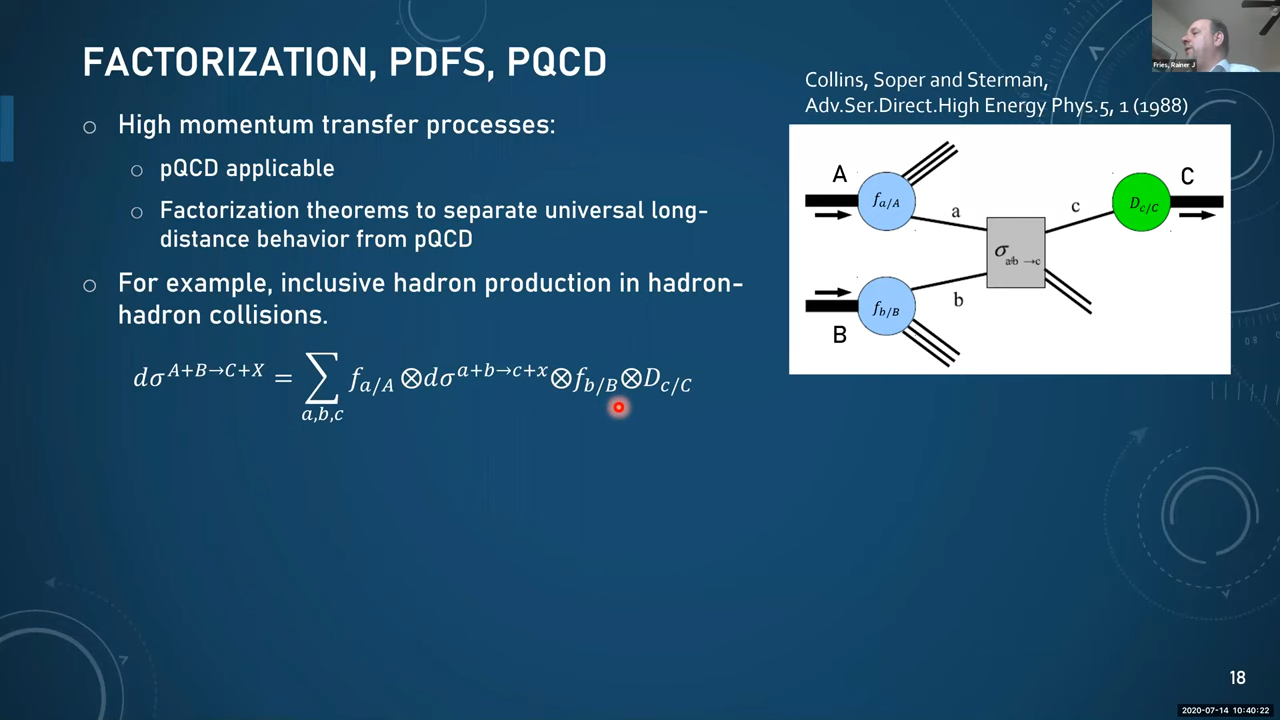 FACTORIZATION, PDFS, PQCD
Fries, Rainer J
Collins, Soper and Sterman,
Adv.Ser.Direct.High Energy Phys.5, 1 (1988)
○ High momentum transfer processes:
○ pQCD applicable
○ Factorization theorems to separate universal long-
distance behavior from pQCD
○ For example, inclusive hadron production in hadron-
hadron collisions.
dσ^{A+B→C+X} = ∑_{a,b,c} f_{a/A} ⊗ dσ^{a+b→c+x} ⊗ f_{b/B} ⊗ D_{c/C}
A
f_{a/A}
a
c
D_{c/C}
C
σ_{a+b→c}
B
f_{b/B}
b
18
2020-07-14 10:40:22